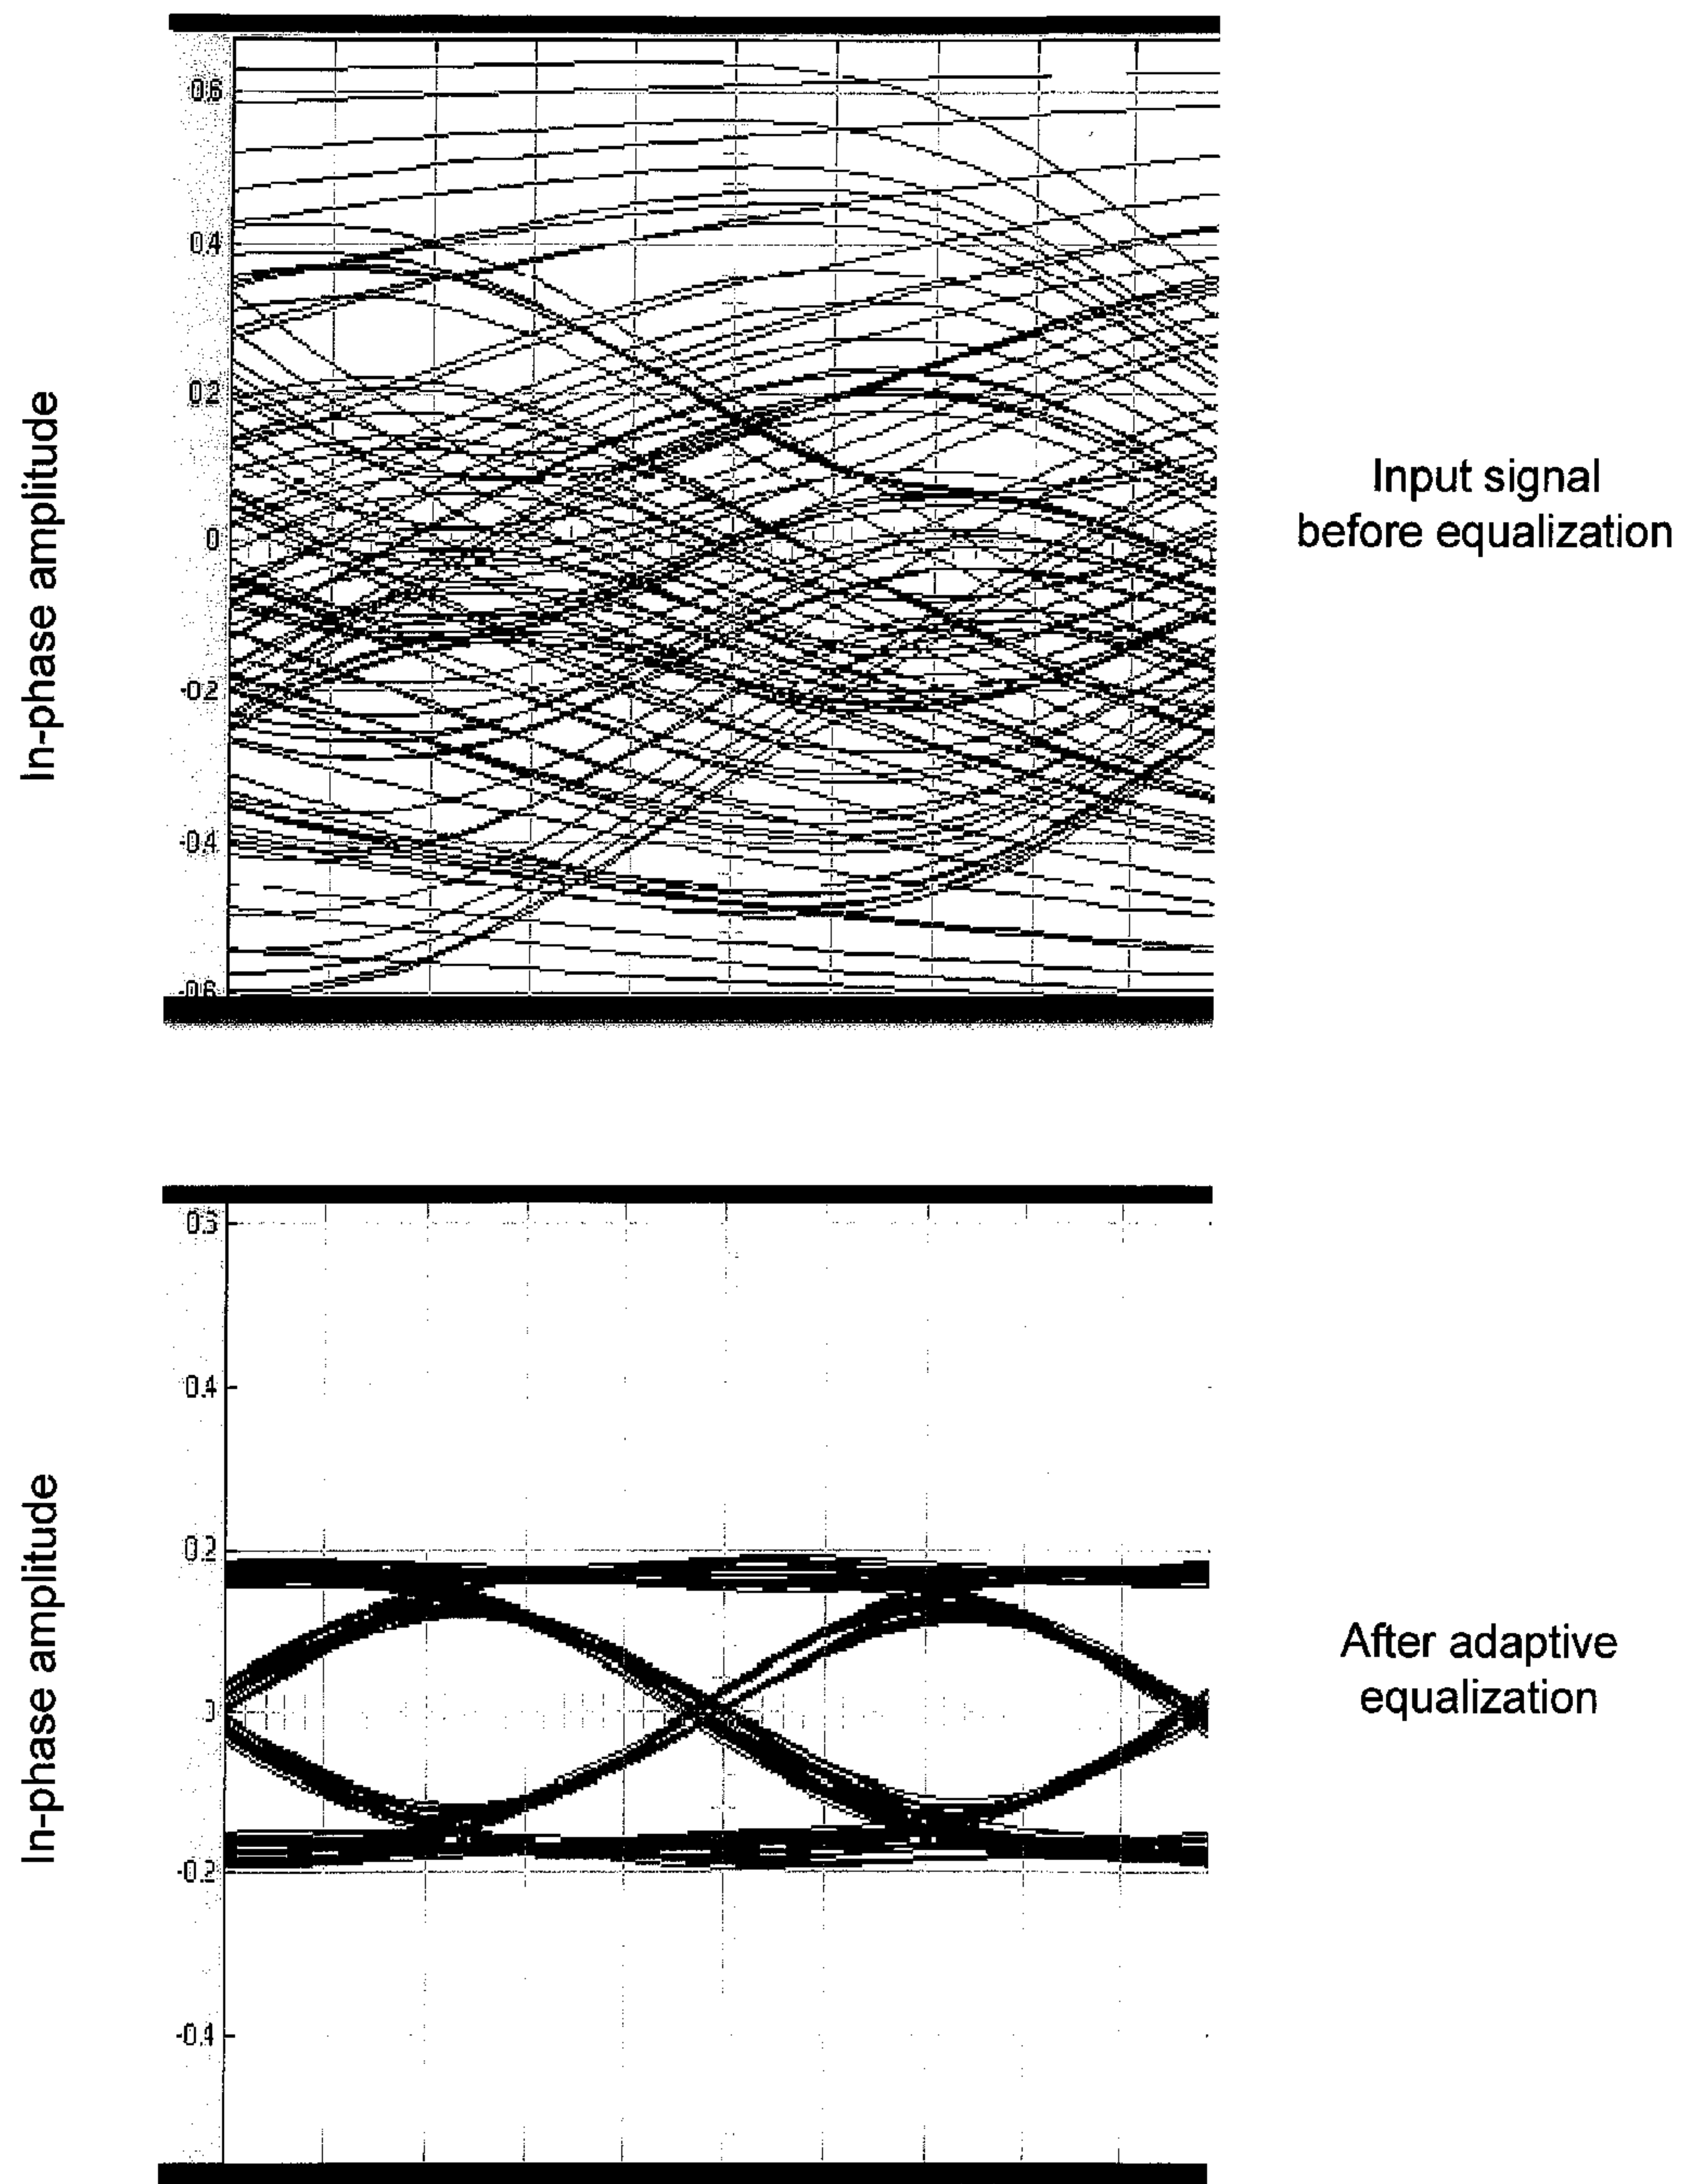 In-phase amplitude
0.6
0.4
0.2
0
-0.2
-0.4
-0.6
Input signal
before equalization
In-phase amplitude
0.4
0.2
-0.2
After adaptive
equalization